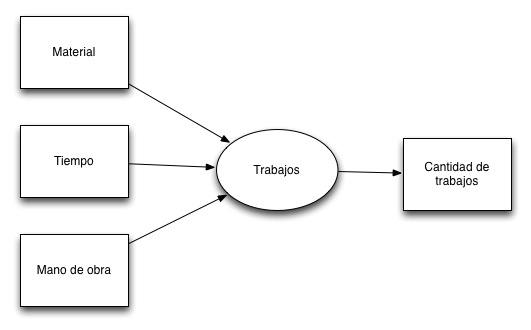 Material
Tiempo
Trabajos
Cantidad de
trabajos
Mano de obra